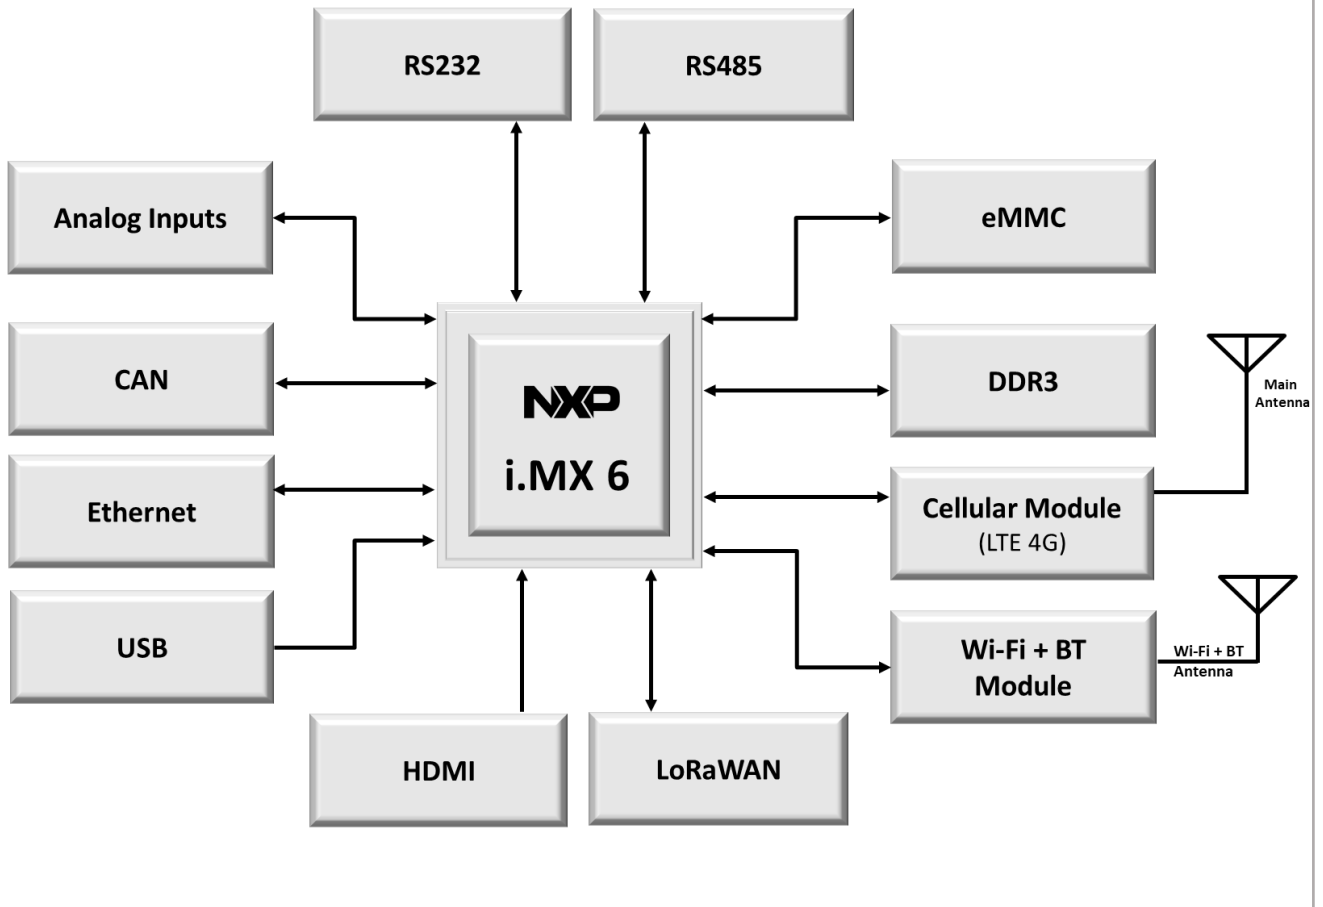 RS232
RS485
Analog Inputs
eMMC
CAN
DDR3
Main
Antenna
NXP
i.MX 6
Ethernet
Cellular Module
(LTE 4G)
USB
Wi-Fi + BT
Module
Wi-Fi + BT
Antenna
HDMI
LoRaWAN